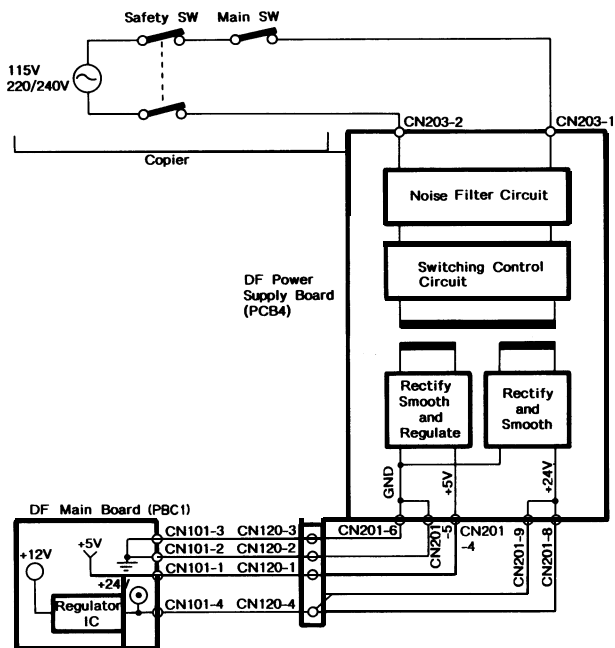 Safety SW Main SW
115V
220/240V
CN203-2
CN203-1
Copier
Noise Filter Circuit
Switching Control
Circuit
DF Power
Supply Board
(PCB4)
Rectify
Smooth
and
Regulate
Rectify
and
Smooth
GND
+5V
+24V
DF Main Board (PBC1)
CN101-3 CN120-3
CN201-6
CN201
-5
CN201
-4
CN201-9
CN201-8
CN101-2 CN120-2
+12V
+5V
CN101-1 CN120-1
+24V
Regulator
IC
CN101-4 CN120-4